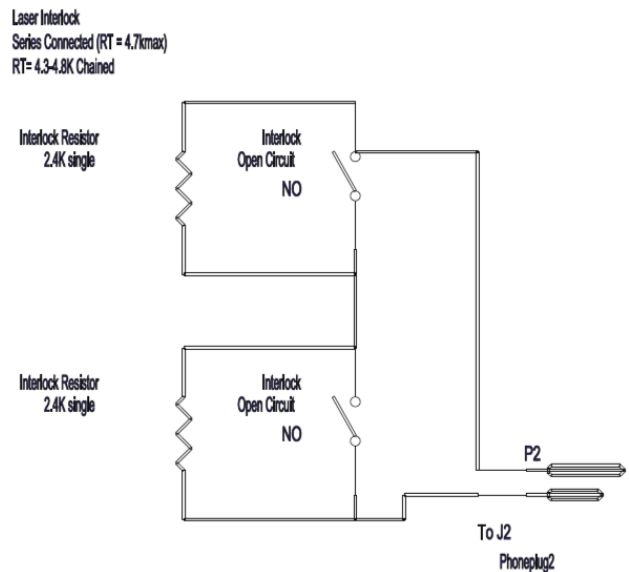 Laser Interlock
Series Connected (RT = 4.7kmax)
RT= 4.3-4.8K Chained
Interlock Resistor
2.4K single
Interlock
Open Circuit
NO
Interlock Resistor
2.4K single
Interlock
Open Circuit
NO
P2
To J2
Phoneplug2